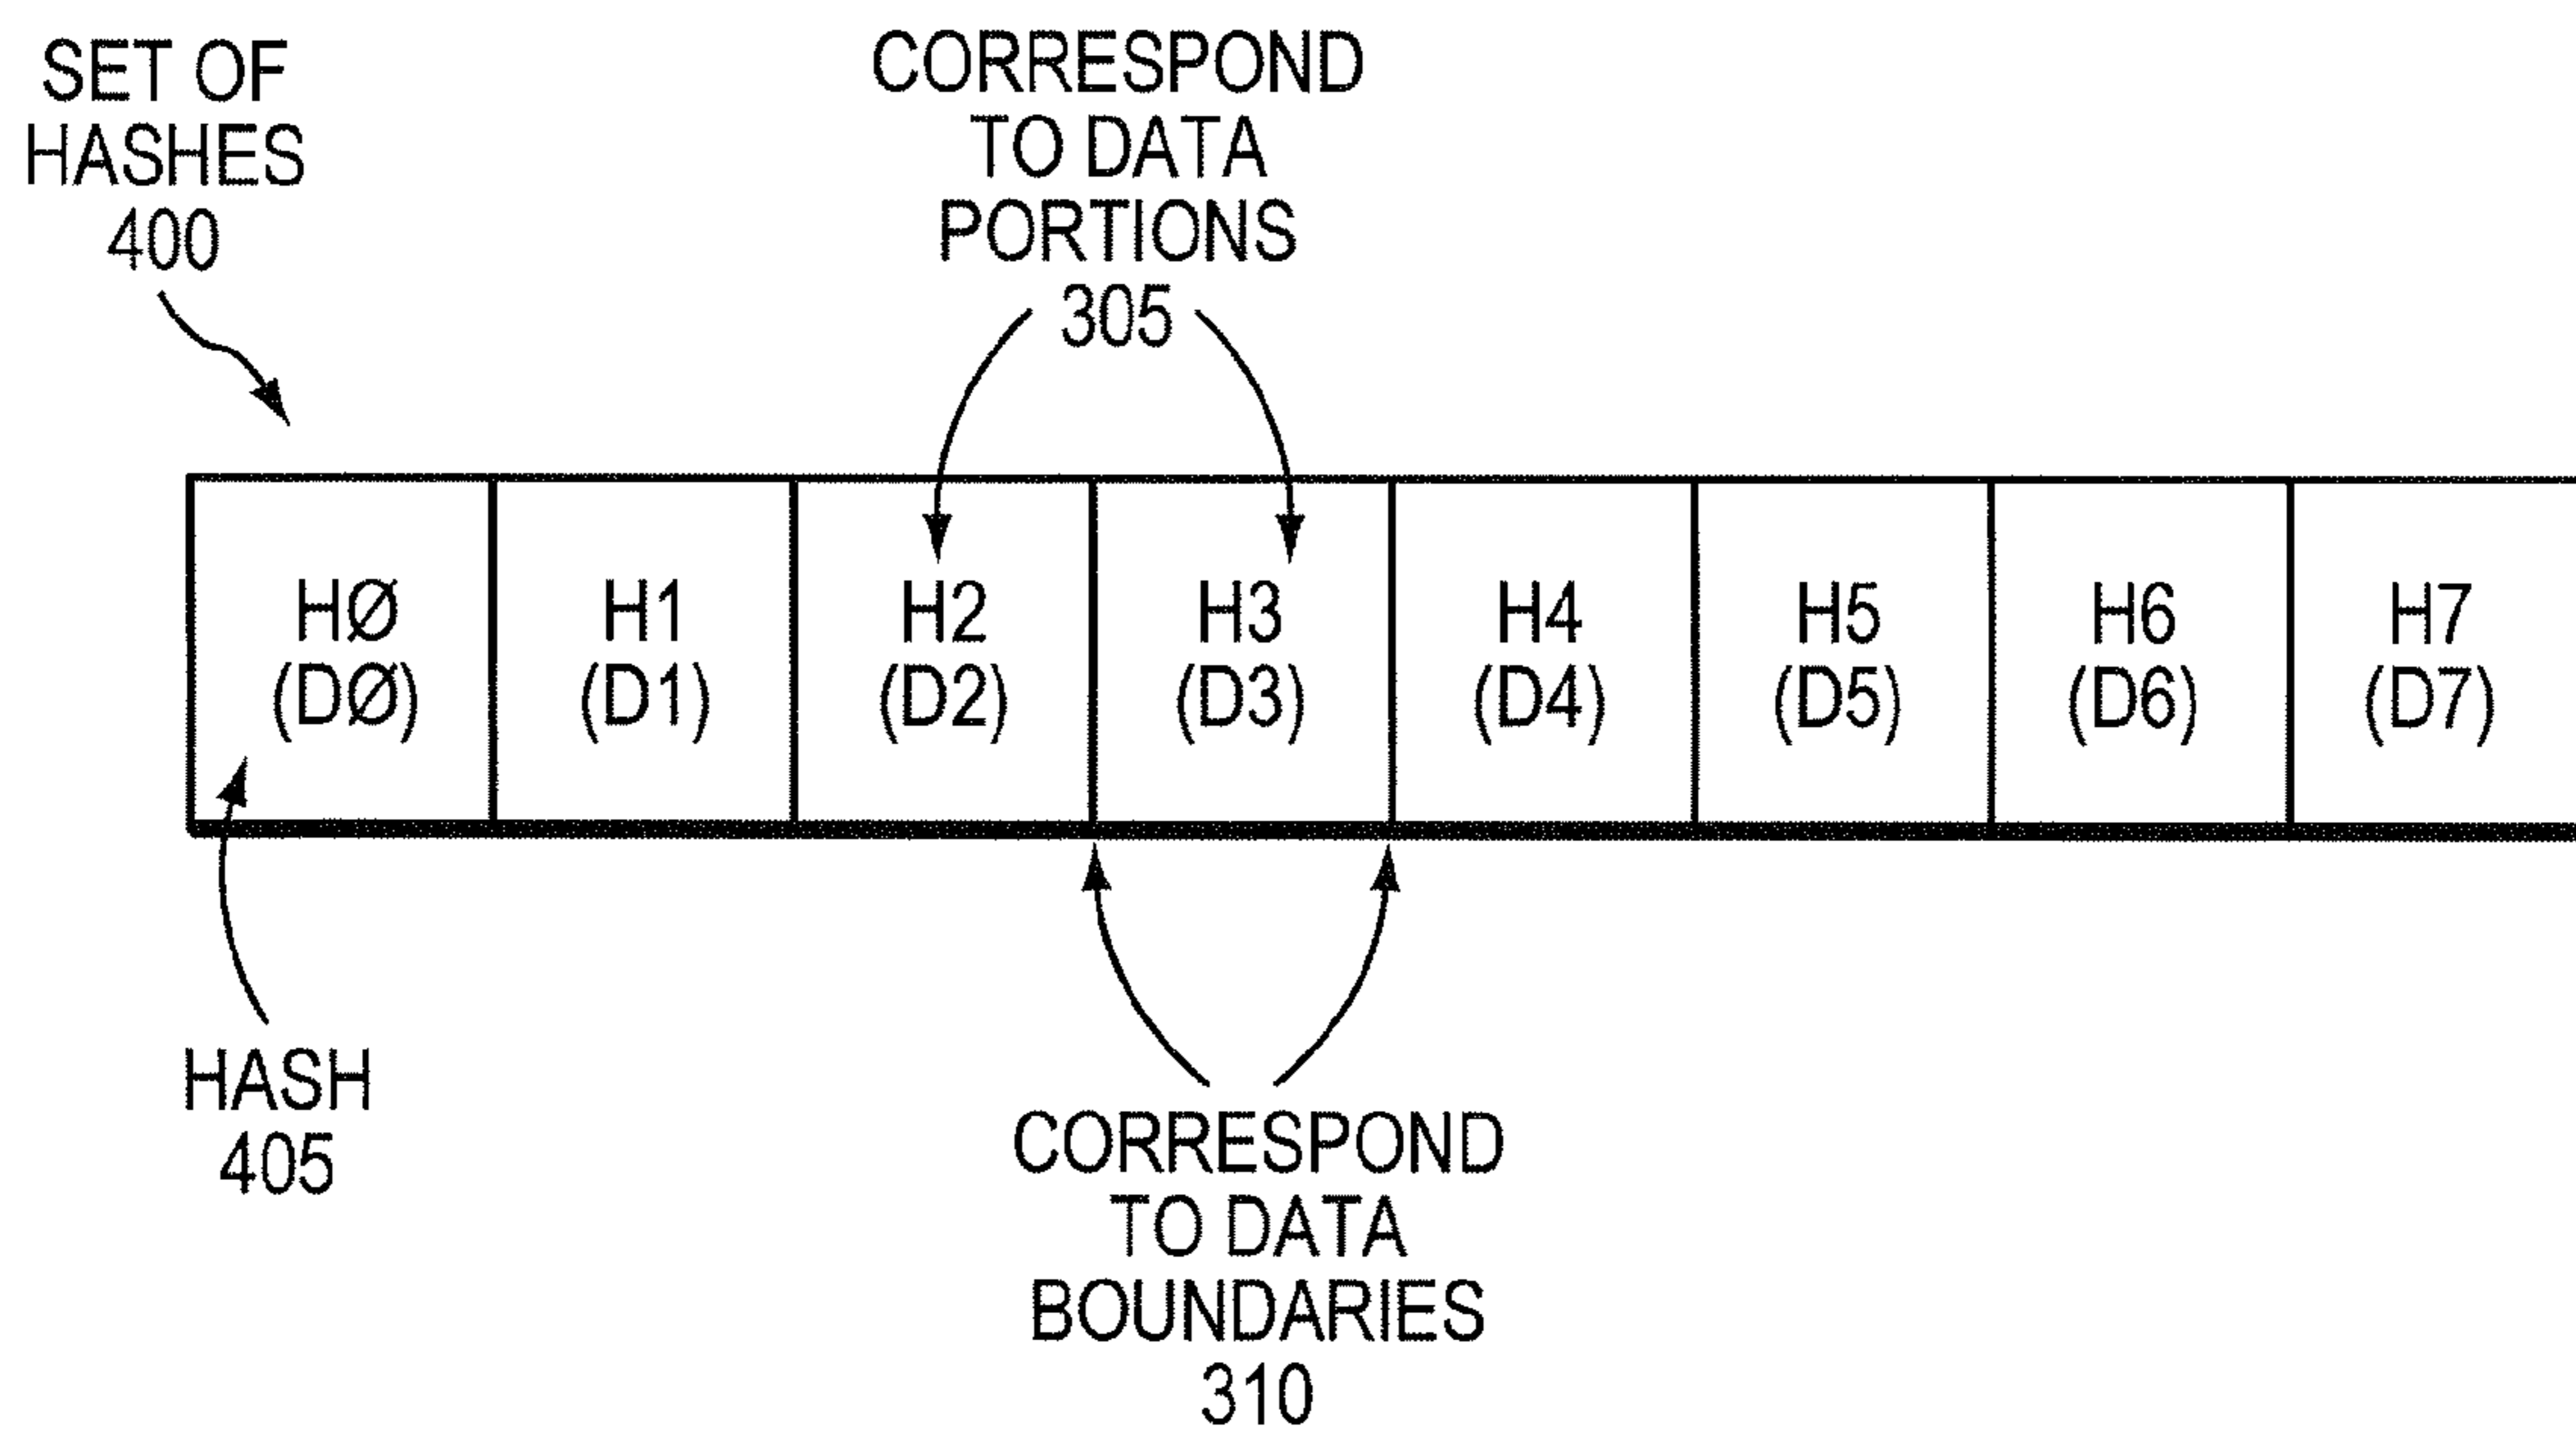 SET OF
HASHES
400
CORRESPOND
TO DATA
PORTIONS
305
HØ
(DØ)
H1
(D1)
H2
(D2)
H3
(D3)
H4
(D4)
H5
(D5)
H6
(D6)
H7
(D7)
HASH
405
CORRESPOND
TO DATA
BOUNDARIES
310